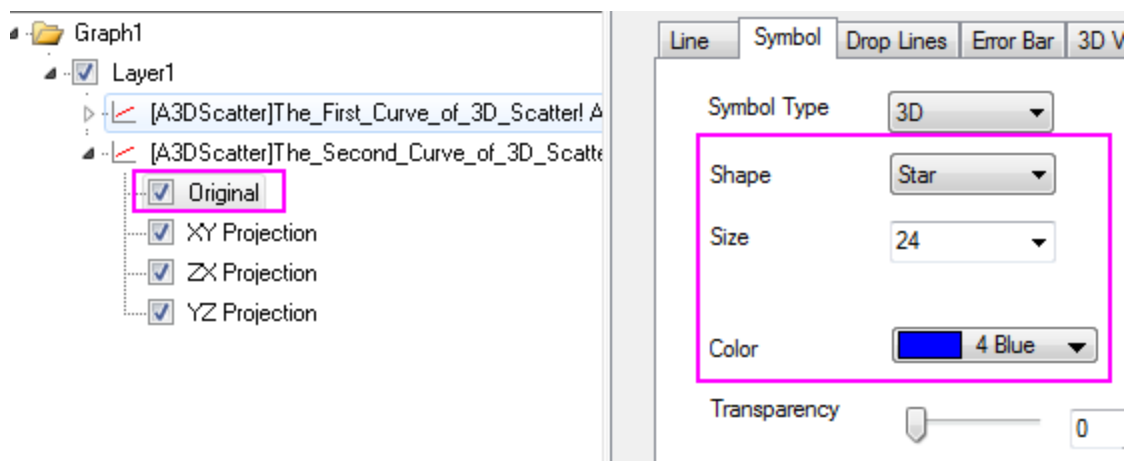 Graph1
Layer1
[A3DScatter]The_First_Curve_of_3D_Scatter! A
[A3DScatter]The_Second_Curve_of_3D_Scatte
Original
XY Projection
ZX Projection
YZ Projection
Line Symbol Drop Lines Error Bar 3D V
Symbol Type 3D
Shape Star
Size 24
Color 4 Blue
Transparency 0